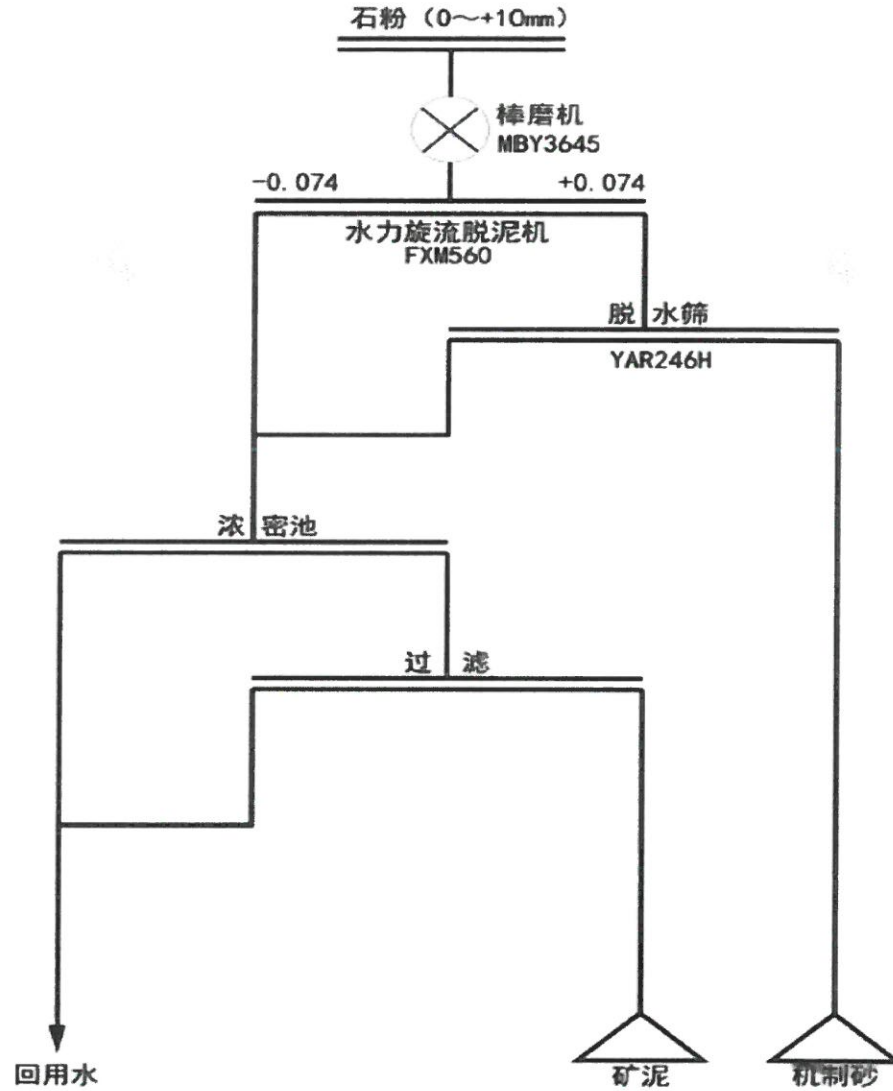 石粉（0～+10mm）
棒磨机
MBY3645
-0.074
+0.074
水力旋流脱泥机
FXM560
脱水筛
YAR246H
浓密池
过滤
回用水
矿泥
机制砂